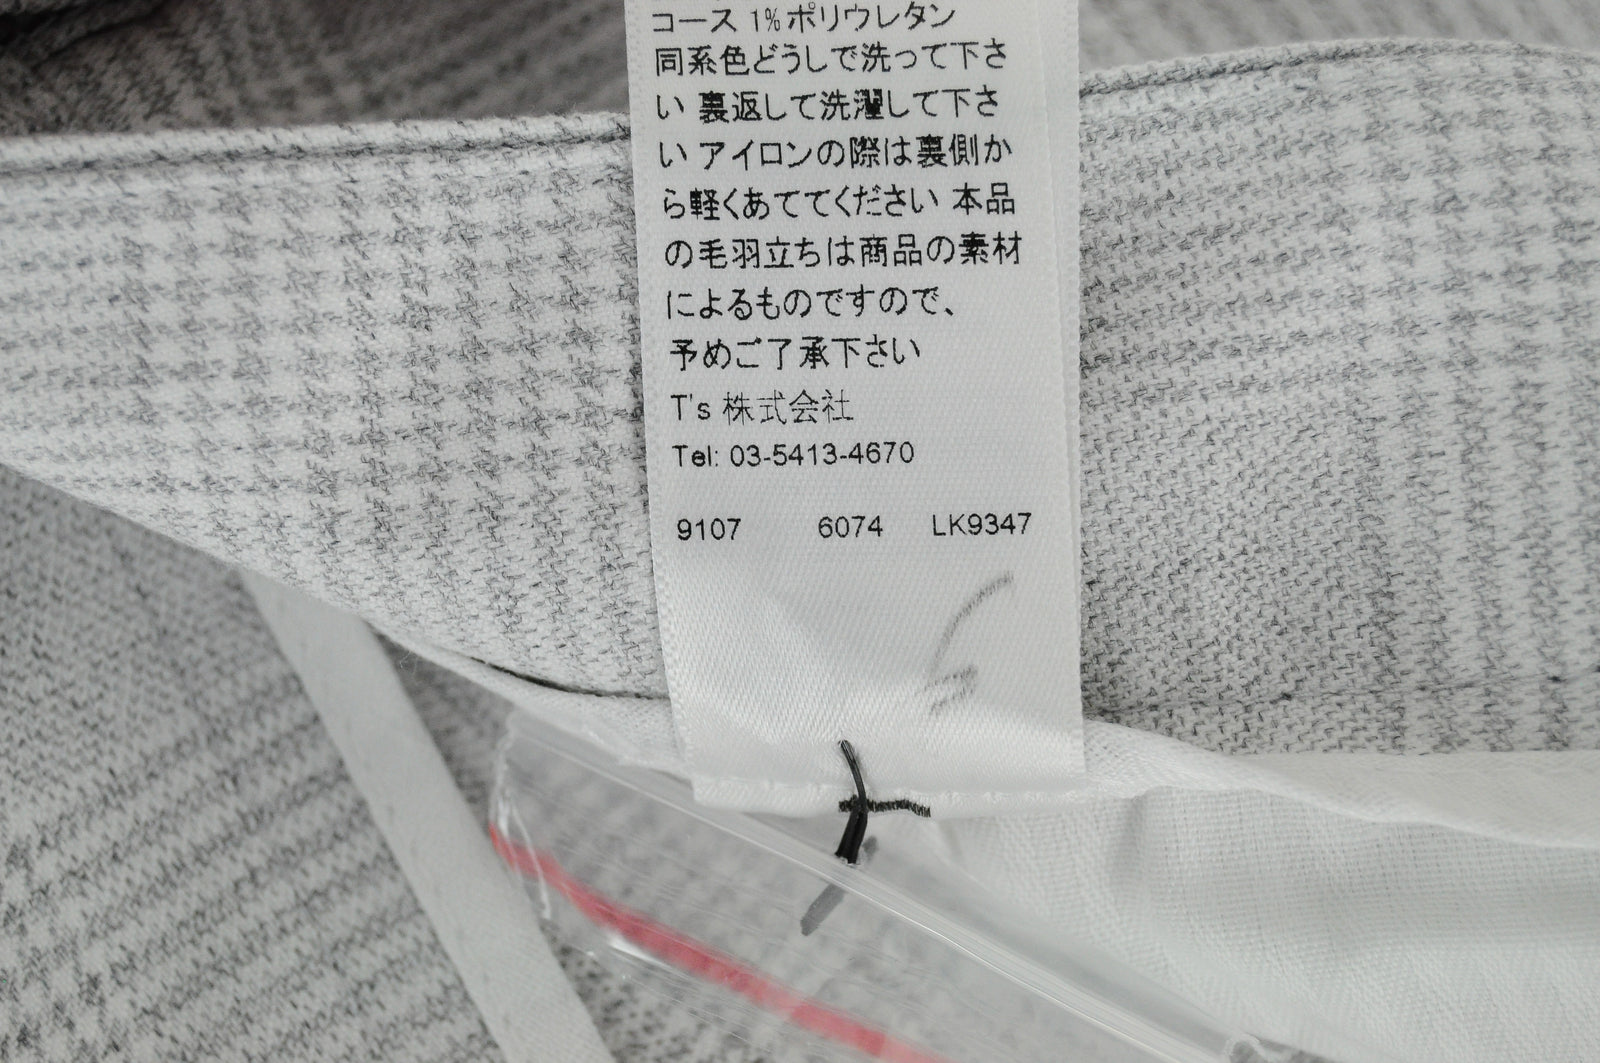 コース 1%ポリウレタン
同系色どうしで洗って下さ
い 裏返して洗濯して下さ
い アイロンの際は裏側か
ら軽くあててください 本品
の毛羽立ちは商品の素材
によるものですので、
予めご了承下さい
T's 株式会社
Tel: 03-5413-4670
9107 6074 LK9347